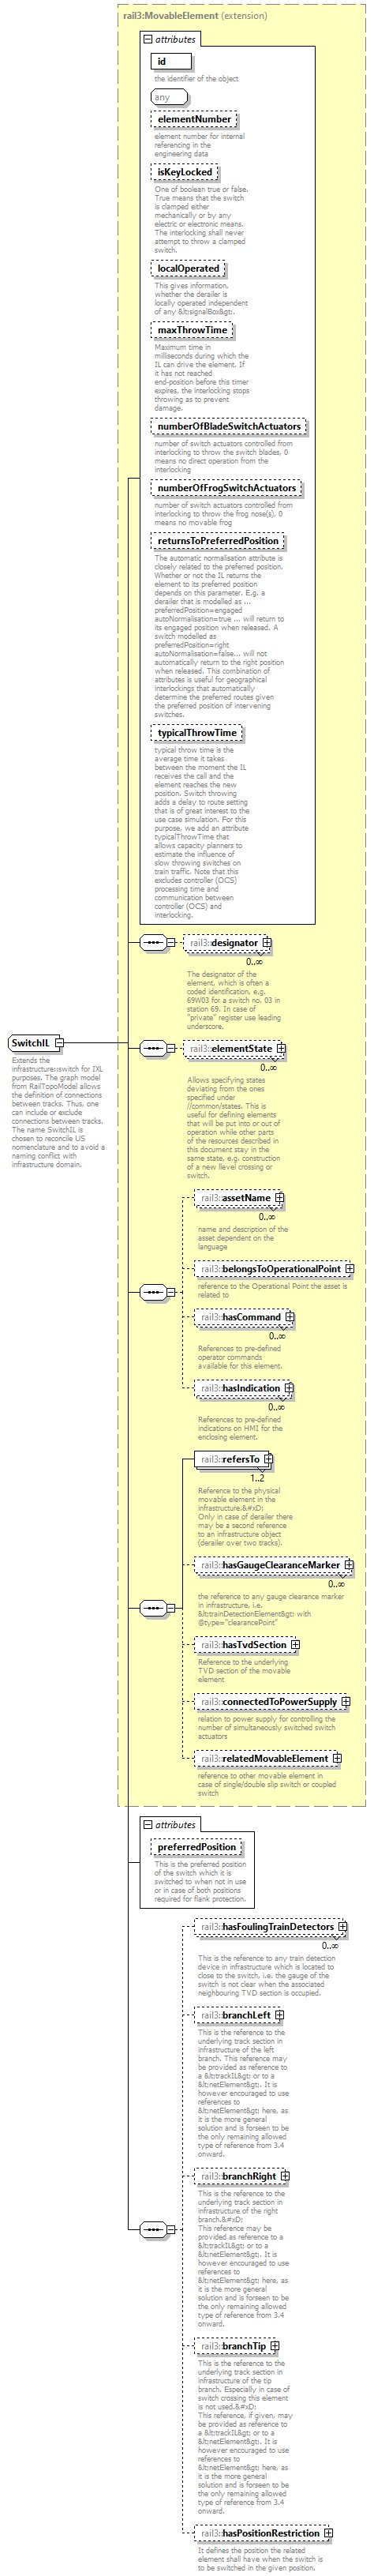 rail3::MovableElement (extension)
attributes
id
the identifier of the object
any
elementNumber
element number for internal
referencing in the
engineering data
isKeyLocked
One of boolean true or false.
True means that the switch
is clamped either
mechanically or by any
electric or electronic means.
The interlocking shall never
attempt to throw a clamped
switch.
localOperated
This gives information,
whether the derailer is
locally operated independent
of any &lt;signalBox&gt;.
maxThrowTime
Maximum time in
milliseconds during which the
IL can drive the element. If
it has not reached
end-position before this timer
expires, the interlocking stops
throwing as to prevent
damage.
numberOfBladeSwitchActuators
number of switch actuators controlled from
interlocking to throw the switch blades, 0
means no direct operation from the
interlocking
numberOfFrogSwitchActuators
number of switch actuators controlled from
interlocking to throw the frog nose(s), 0
means no movable frog
returnsToPreferredPosition
The automatic normalisation attribute is
closely related to the preferred position.
Whether or not the IL returns the
element to its preferred position
depends on this parameter. E.g. a
derailer that is modelled as ...
preferredPosition=engaged
autoNormalisation=true ... will return to
its engaged position when released. A
switch modelled as
preferredPosition=right
autoNormalisation=false... will not
automatically return to the right position
when released. This combination of
attributes is useful for geographical
interlockings that automatically
determine the preferred routes given
the preferred position of intervening
switches.
typicalThrowTime
typical throw time is the
average time it takes
between the moment the IL
receives the call and the
element reaches the new
position. Switch throwing
adds a delay to route setting
that is of great interest to the
use case simulation. For this
purpose, we add an attribute
typicalThrowTime that
allows capacity planners to
estimate the influence of
slow throwing switches on
train traffic. Note that this
excludes controller (OCS)
processing time and
communication between
controller (OCS) and
interlocking.
rail3::designator
0..∞
The designator of the
element, which is often a
coded identification, e.g.
69W03 for a switch no. 03 in
station 69. In case of
"private" register use leading
underscore.
SwitchIL
Extends the
infrastructure::switch for IXL
purposes. The graph model
from RailTopoModel allows
the definition of connections
between tracks. Thus, one
can include or exclude
connections between tracks.
The name SwitchIL is
chosen to reconcile US
nomenclature and to avoid a
naming conflict with
infrastructure domain.
rail3::elementState
0..∞
Allows specifying states
deviating from the ones
specified under
//common/states. This is
useful for defining elements
that will be put into or out of
operation while other parts
of the resources described in
this document stay in the
same state, e.g. construction
of a new llevel crossing or
switch.
rail3::assetName
0..∞
name and description of the
asset dependent on the
language
rail3::belongsToOperationalPoint
reference to the Operational Point the asset is
related to
rail3::hasCommand
0..∞
References to pre-defined
operator commands
available for this element.
rail3::hasIndication
0..∞
References to pre-defined
indications on HMI for the
enclosing element.
rail3::refersTo
1..2
Reference to the physical
movable element in the
infrastructure.&#xD;
Only in case of derailer there
may be a second reference
to an infrastructure object
(derailer over two tracks).
rail3::hasGaugeClearanceMarker
0..∞
the reference to any gauge clearance marker
in infrastructure, i.e.
&lt;trainDetectionElement&gt; with
@type="clearancePoint"
rail3::hasTvdSection
Reference to the underlying
TVD section of the movable
element
rail3::connectedToPowerSupply
relation to power supply for controlling the
number of simultaneously switched switch
actuators
rail3::relatedMovableElement
reference to other movable element in
case of single/double slip switch or coupled
switch
attributes
preferredPosition
This is the preferred position
of the switch which it is
switched to when not in use
or in case of both positions
required for flank protection.
rail3::hasFoulingTrainDetectors
0..∞
This is the reference to any train detection
device in infrastructure which is located to
close to the switch, i.e. the gauge of the
switch is not clear when the associated
neighbouring TVD section is occupied.
rail3::branchLeft
This is the reference to the
underlying track section in
infrastructure of the left
branch. This reference may
be provided as reference to
a &lt;trackIL&gt; or to a
&lt;netElement&gt;. It is
however encouraged to use
references to
&lt;netElement&gt; here, as
it is the more general
solution and is forseen to be
the only remaining allowed
type of reference from 3.4
onward.
rail3::branchRight
This is the reference to the
underlying track section in
infrastructure of the right
branch.&#xD;
This reference may be
provided as reference to a
&lt;trackIL&gt; or to a
&lt;netElement&gt;. It is
however encouraged to use
references to
&lt;netElement&gt; here, as
it is the more general
solution and is forseen to be
the only remaining allowed
type of reference from 3.4
onward.
rail3::branchTip
This is the reference to the
underlying track section in
infrastructure of the tip
branch. Especially in case of
switch crossing this element
is not used.&#xD;
This reference, if given, may
be provided as reference to
a &lt;trackIL&gt; or to a
&lt;netElement&gt;. It is
however encouraged to use
references to
&lt;netElement&gt; here, as
it is the more general
solution and is forseen to be
the only remaining allowed
type of reference from 3.4
onward.
rail3::hasPositionRestriction
It defines the position the related
element shall have when the switch is
to be switched in the given position.